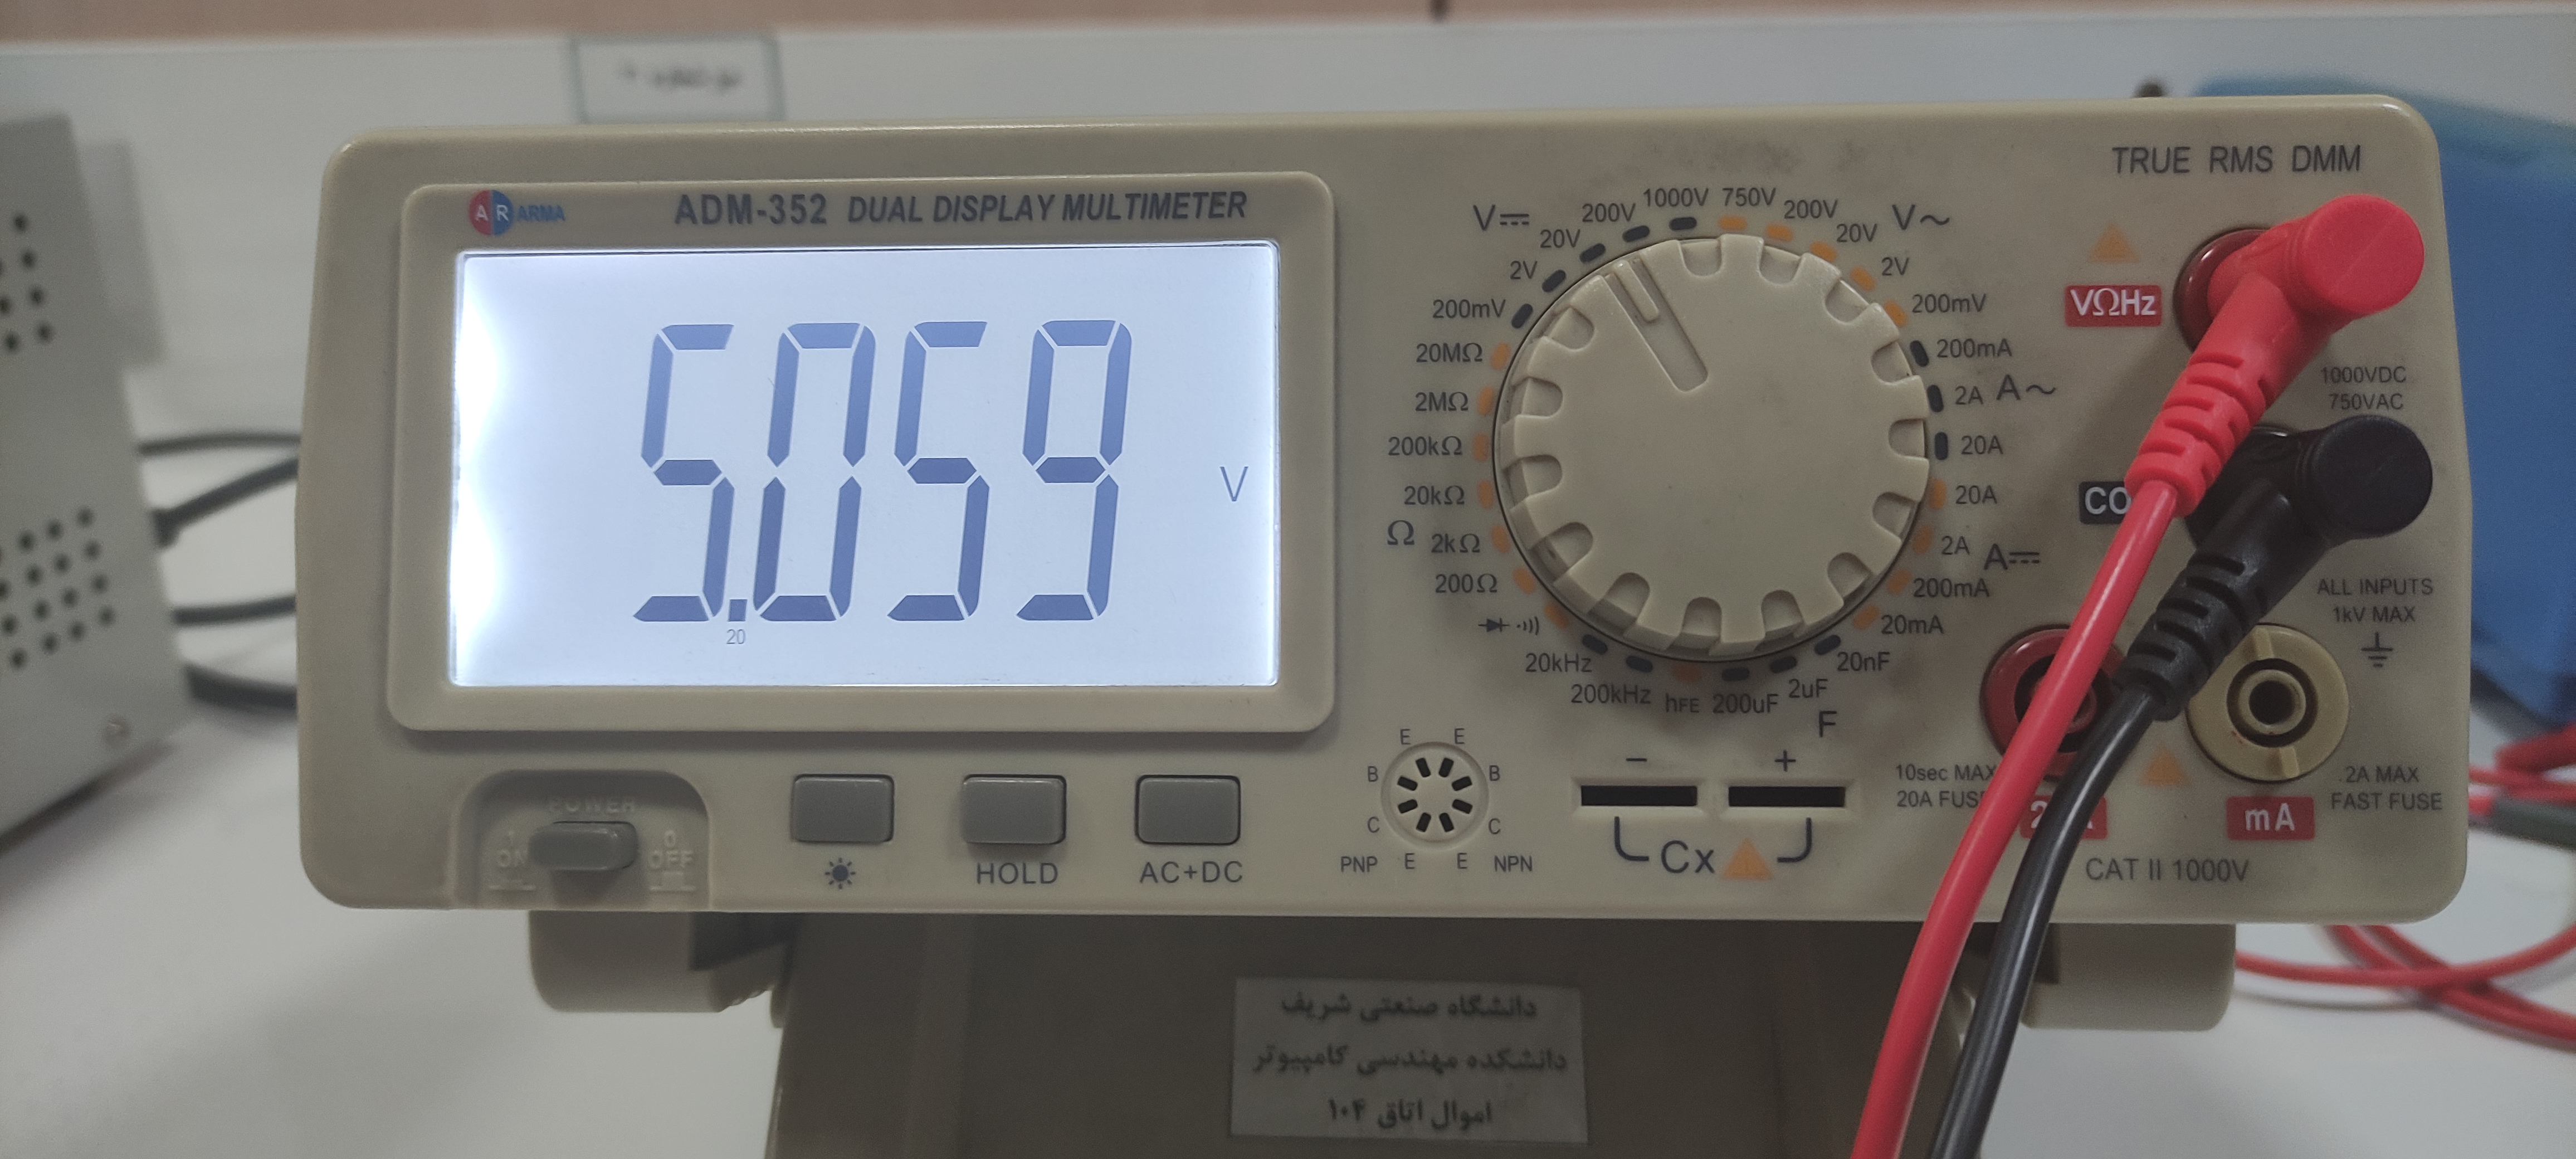 TRUE RMS DMM
AR ARMA
ADM-352 DUAL DISPLAY MULTIMETER
5.059
20
V
V⎓
200mV
2V
20V
200V
1000V
750V
200V
20V
2V
200mV
V~
200mA
2A
20A
A~
20A
2A
200mA
20mA
A⎓
20nF
2uF
200uF
F
hFE
200kHz
20kHz
200Ω
2kΩ
20kΩ
200kΩ
2MΩ
20MΩ
Ω
VΩHz
1000VDC
750VAC
ALL INPUTS
1kV MAX
POWER
1 ON
0 OFF
HOLD
AC+DC
E E
B B
C C
E E
PNP NPN
− +
Cx
10sec MAX
mA
.2A MAX
FAST FUSE
CAT II 1000V
دانشگاه صنعتی شریف
دانشکده مهندسی کامپیوتر
اموال اتاق ۱۰۴